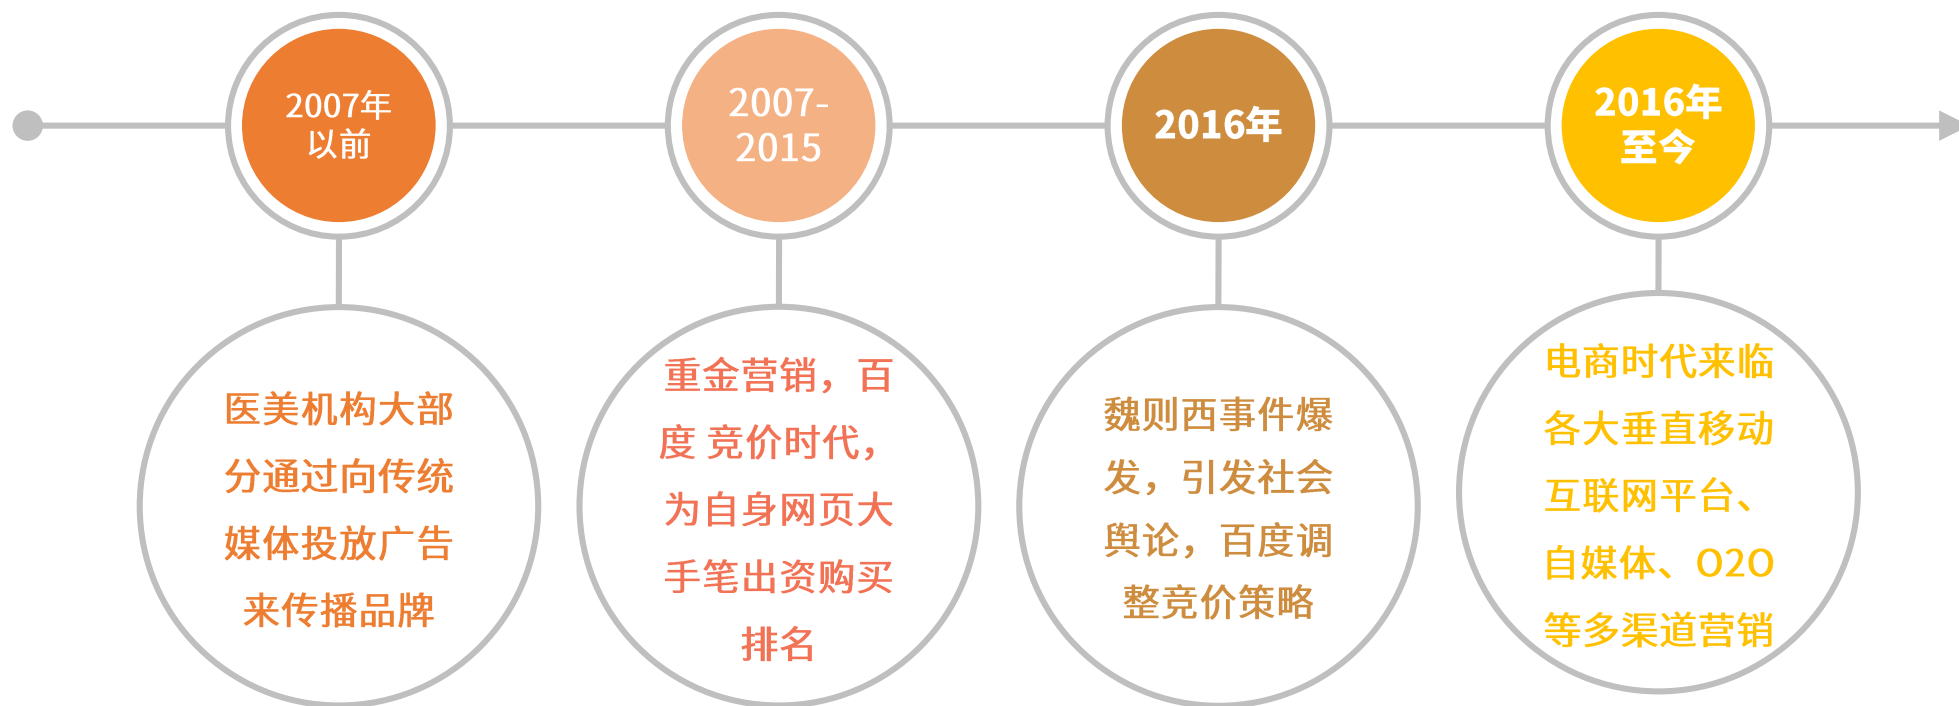 2007年
以前
2007-
2015
2016年
2016年
至今
医美机构大部
分通过向传统
媒体投放广告
来传播品牌
重金营销，百
度 竞价时代，
为自身网页大
手笔出资购买
排名
魏则西事件爆
发，引发社会
舆论，百度调
整竞价策略
电商时代来临
各大垂直移动
互联网平台、
自媒体、O2O
等多渠道营销